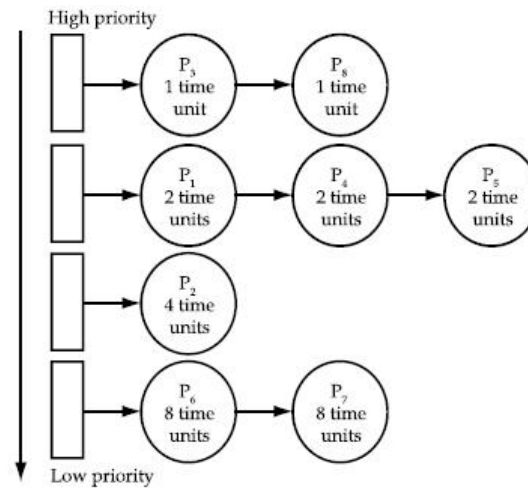 High priority
P₃
1 time
unit
P₈
1 time
unit
P₁
2 time
units
P₄
2 time
units
P₅
2 time
units
P₂
4 time
units
P₆
8 time
units
P₇
8 time
units
Low priority